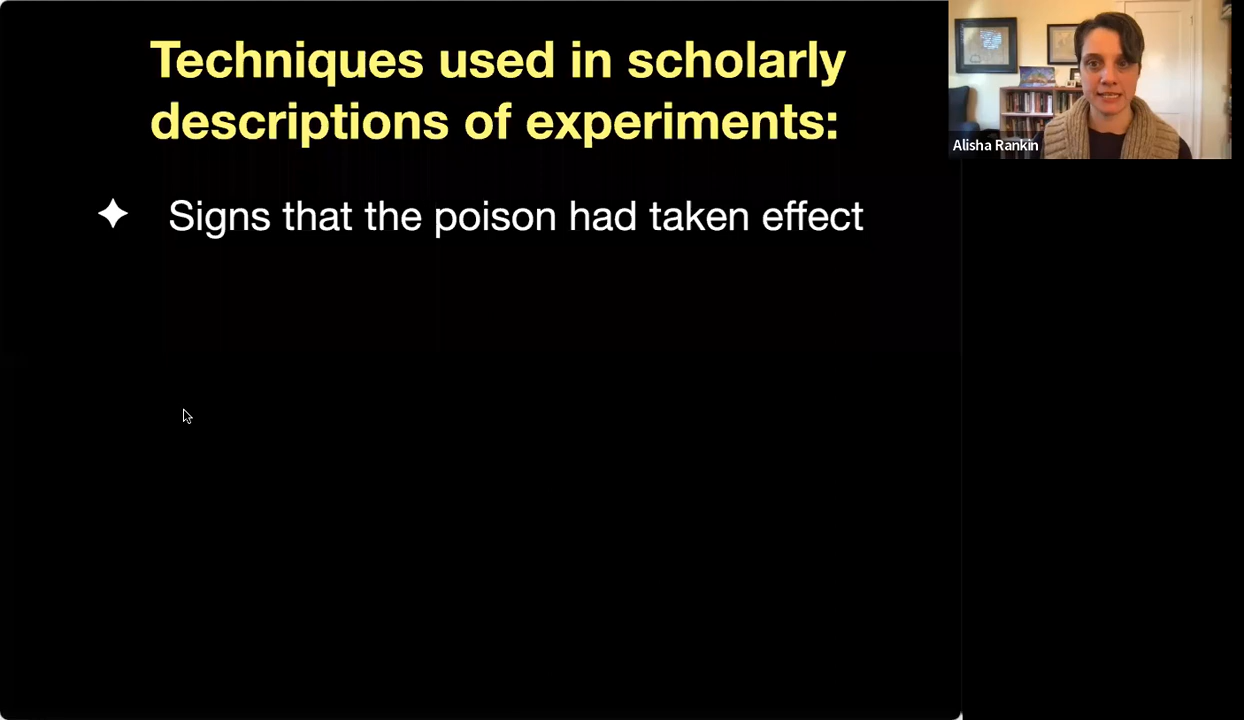 Techniques used in scholarly
descriptions of experiments:
Signs that the poison had taken effect
Alisha Rankin